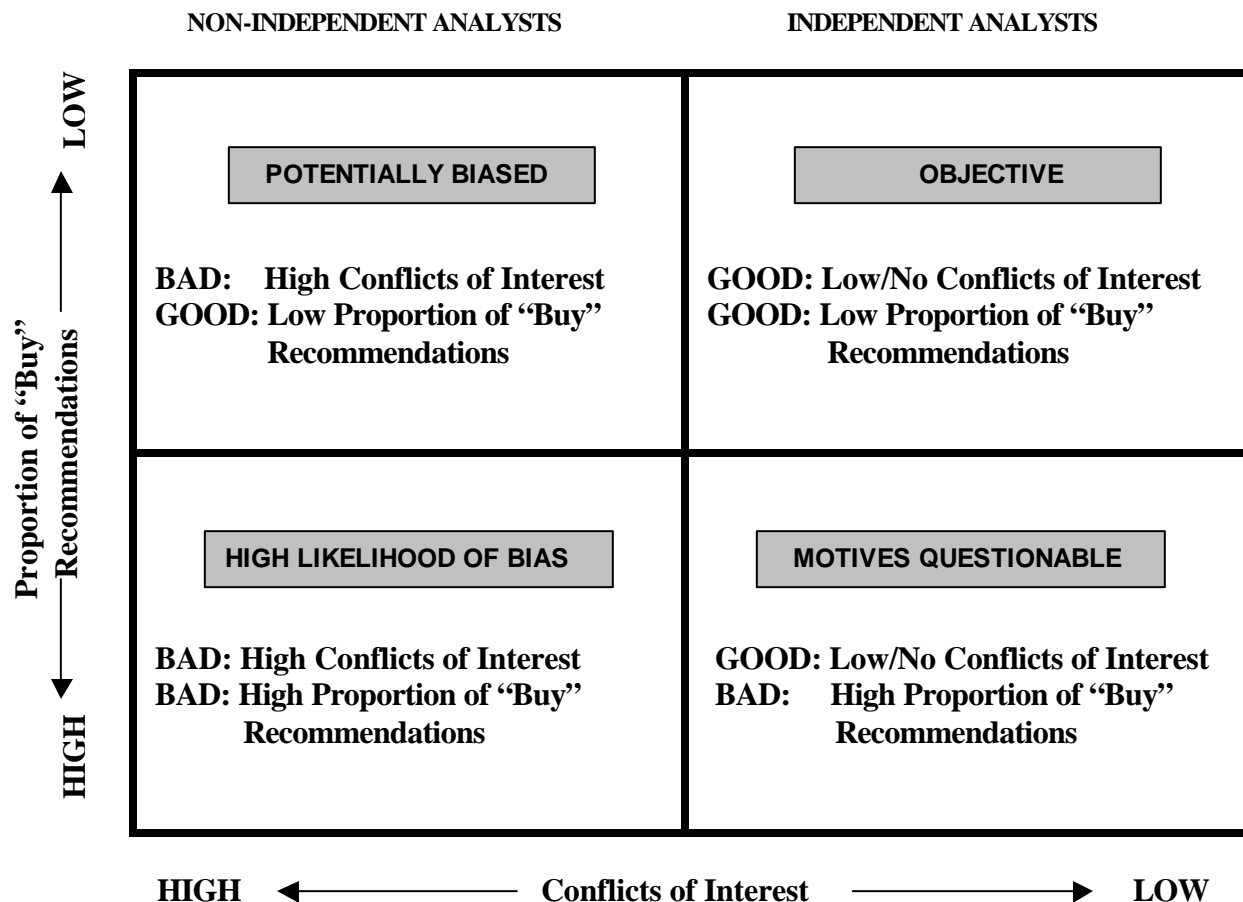 NON-INDEPENDENT ANALYSTS
INDEPENDENT ANALYSTS
LOW
Proportion of “Buy”
Recommendations
HIGH
POTENTIALLY BIASED
BAD: High Conflicts of Interest
GOOD: Low Proportion of “Buy”
Recommendations
OBJECTIVE
GOOD: Low/No Conflicts of Interest
GOOD: Low Proportion of “Buy”
Recommendations
HIGH LIKELIHOOD OF BIAS
BAD: High Conflicts of Interest
BAD: High Proportion of “Buy”
Recommendations
MOTIVES QUESTIONABLE
GOOD: Low/No Conflicts of Interest
BAD: High Proportion of “Buy”
Recommendations
HIGH
Conflicts of Interest
LOW